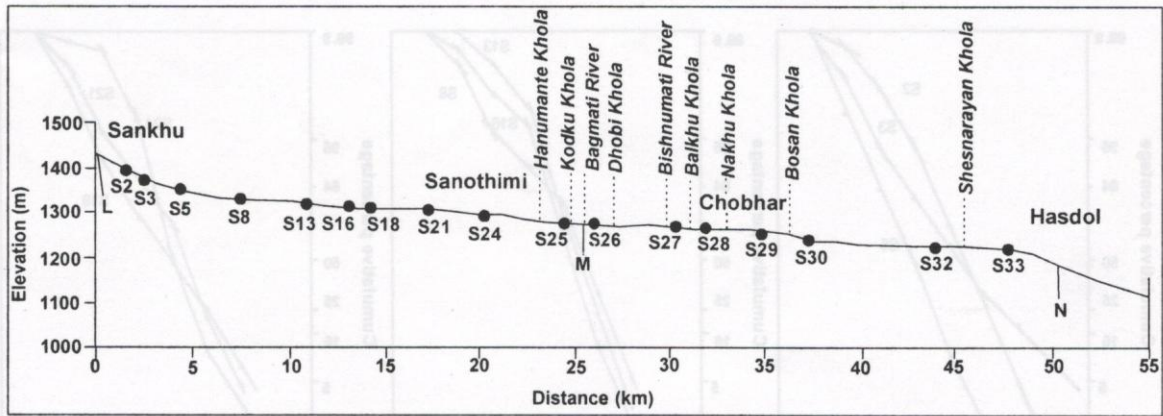 Hanumante Khola
Kodku Khola
Bagmati River
Dhobi Khola
Bishnumati River
Balkhu Khola
Nakhu Khola
Bosan Khola
Shesnarayan Khola
1500
1400
1300
1200
1100
1000
Elevation (m)
Sankhu
Sanothimi
Chobhar
Hasdol
L
S2
S3
S5
S8
S13
S16
S18
S21
S24
S25
M
S26
S27
S28
S29
S30
S32
S33
N
0 5 10 15 20 25 30 35 40 45 50 55
Distance (km)